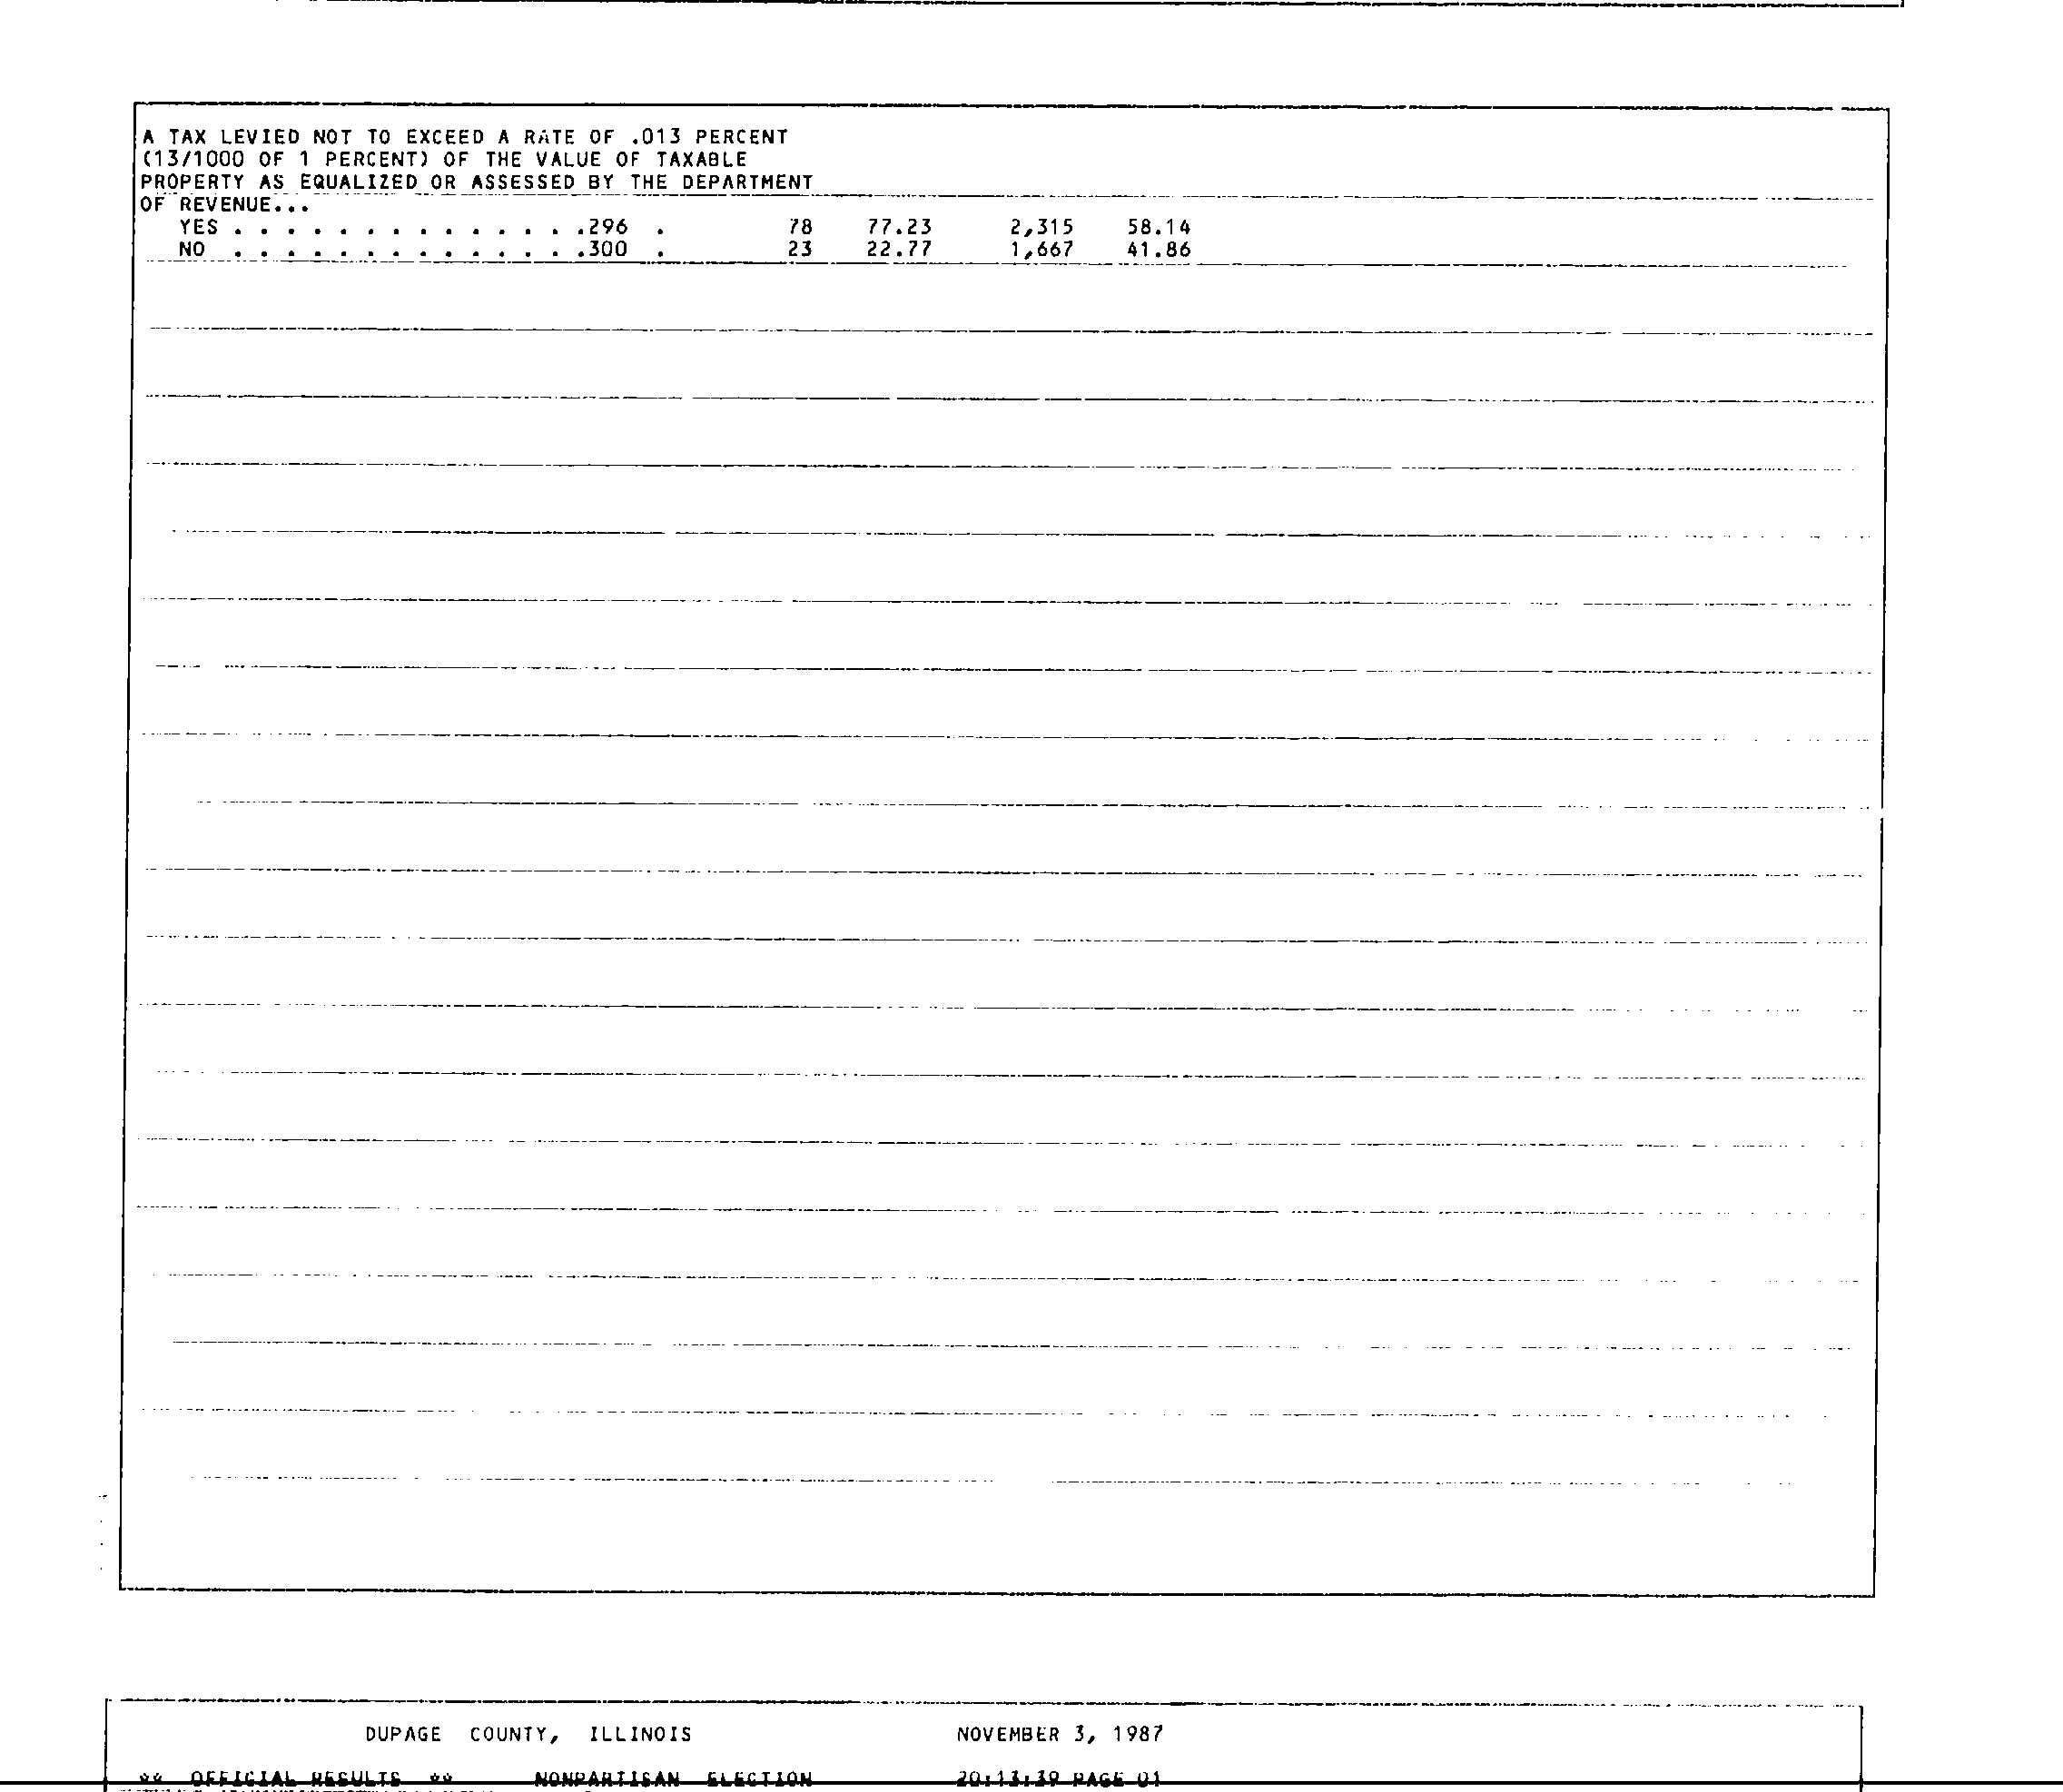 A TAX LEVIED NOT TO EXCEED A RATE OF .013 PERCENT
(13/1000 OF 1 PERCENT) OF THE VALUE OF TAXABLE
PROPERTY AS EQUALIZED OR ASSESSED BY THE DEPARTMENT
OF REVENUE...
YES . . . . . . . . . . . . . .296 . 78 77.23 2,315 58.14
NO . . . . . . . . . . . . . .300 . 23 22.77 1,667 41.86
DUPAGE COUNTY, ILLINOIS NOVEMBER 3, 1987
** OFFICIAL RESULTS ** NONPARTISAN ELECTION 20:13:39 PAGE 01